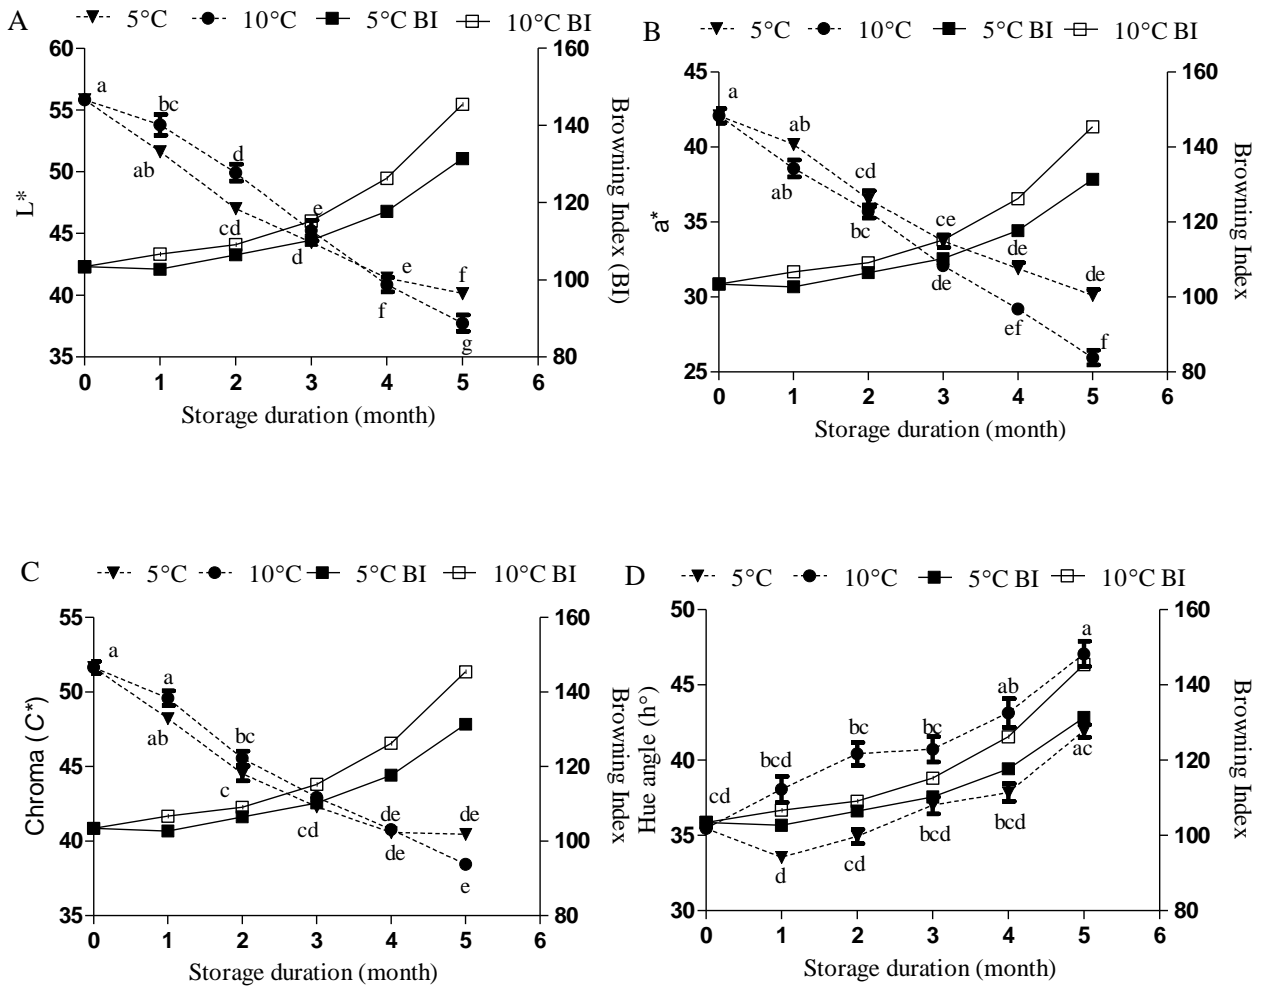 A
5°C 10°C 5°C BI 10°C BI
60
55
50
45
40
35
L*
160
140
120
100
80
Browning Index (BI)
a
bc
ab
d
cd
e
d
e
f
f
g
0 1 2 3 4 5 6
Storage duration (month)
B
5°C 10°C 5°C BI 10°C BI
45
40
35
30
25
a*
160
140
120
100
80
Browning Index
a
ab
ab
cd
bc
ce
de
de
ef
de
f
0 1 2 3 4 5 6
Storage duration (month)
C
5°C 10°C 5°C BI 10°C BI
55
50
45
40
35
Chroma (C*)
160
140
120
100
80
Browning Index
a
a
ab
bc
c
cd
de
de
de
e
0 1 2 3 4 5 6
Storage duration (month)
D
5°C 10°C 5°C BI 10°C BI
50
45
40
35
30
Hue angle (h°)
160
140
120
100
80
Browning Index
cd
bcd
d
bc
cd
bc
bcd
ab
bcd
a
ac
0 1 2 3 4 5 6
Storage duration (month)